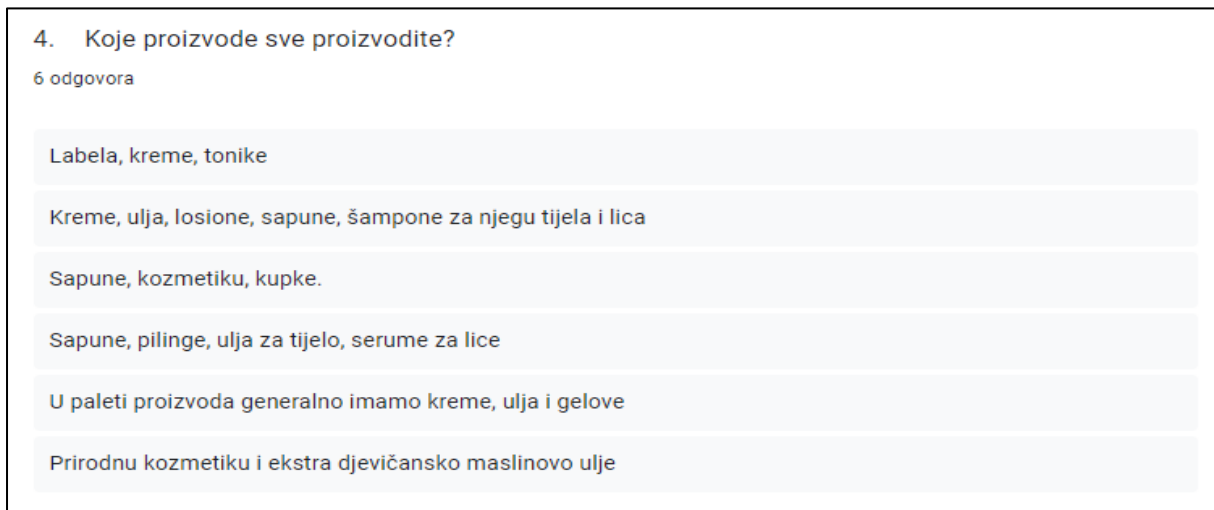 4. Koje proizvode sve proizvodite?
6 odgovora
Labela, kreme, tonike
Kreme, ulja, losione, sapune, šampone za njegu tijela i lica
Sapune, kozmetiku, kupke.
Sapune, pilinge, ulja za tijelo, serume za lice
U paleti proizvoda generalno imamo kreme, ulja i gelove
Prirodnu kozmetiku i ekstra djevičansko maslinovo ulje